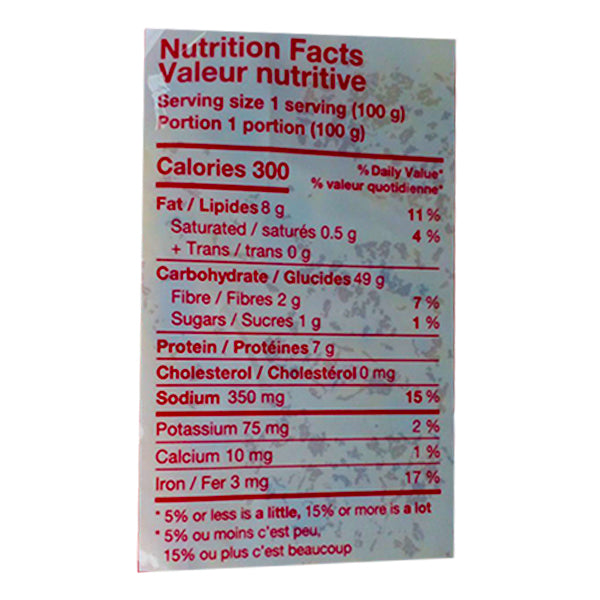 Nutrition Facts
Valeur nutritive
Serving size 1 serving (100 g)
Portion 1 portion (100 g)
Calories 300 % Daily Value*
% valeur quotidienne*
Fat / Lipides 8 g 11 %
Saturated / saturés 0.5 g 4 %
+ Trans / trans 0 g
Carbohydrate / Glucides 49 g
Fibre / Fibres 2 g 7 %
Sugars / Sucres 1 g 1 %
Protein / Protéines 7 g
Cholesterol / Cholestérol 0 mg
Sodium 350 mg 15 %
Potassium 75 mg 2 %
Calcium 10 mg 1 %
Iron / Fer 3 mg 17 %
* 5% or less is a little, 15% or more is a lot
* 5% ou moins c'est peu,
15% ou plus c'est beaucoup